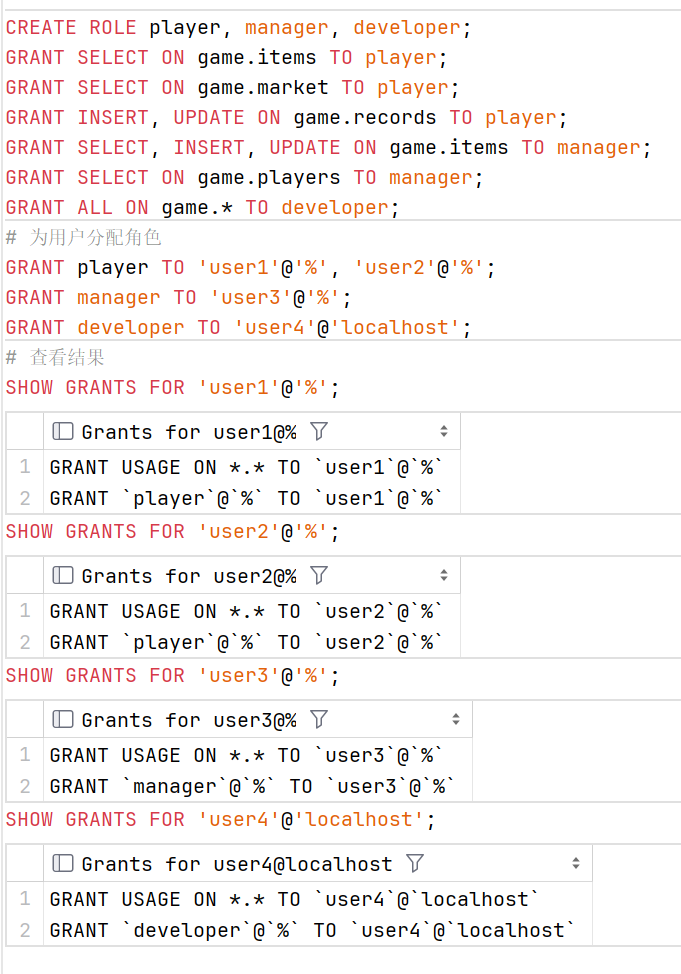 CREATE ROLE player, manager, developer;
GRANT SELECT ON game.items TO player;
GRANT SELECT ON game.market TO player;
GRANT INSERT, UPDATE ON game.records TO player;
GRANT SELECT, INSERT, UPDATE ON game.items TO manager;
GRANT SELECT ON game.players TO manager;
GRANT ALL ON game.* TO developer;
# 为用户分配角色
GRANT player TO 'user1'@'%', 'user2'@'%';
GRANT manager TO 'user3'@'%';
GRANT developer TO 'user4'@'localhost';
# 查看结果
SHOW GRANTS FOR 'user1'@'%';
Grants for user1@%
1 GRANT USAGE ON *.* TO `user1`@`%`
2 GRANT `player`@`%` TO `user1`@`%`
SHOW GRANTS FOR 'user2'@'%';
Grants for user2@%
1 GRANT USAGE ON *.* TO `user2`@`%`
2 GRANT `player`@`%` TO `user2`@`%`
SHOW GRANTS FOR 'user3'@'%';
Grants for user3@%
1 GRANT USAGE ON *.* TO `user3`@`%`
2 GRANT `manager`@`%` TO `user3`@`%`
SHOW GRANTS FOR 'user4'@'localhost';
Grants for user4@localhost
1 GRANT USAGE ON *.* TO `user4`@`localhost`
2 GRANT `developer`@`%` TO `user4`@`localhost`